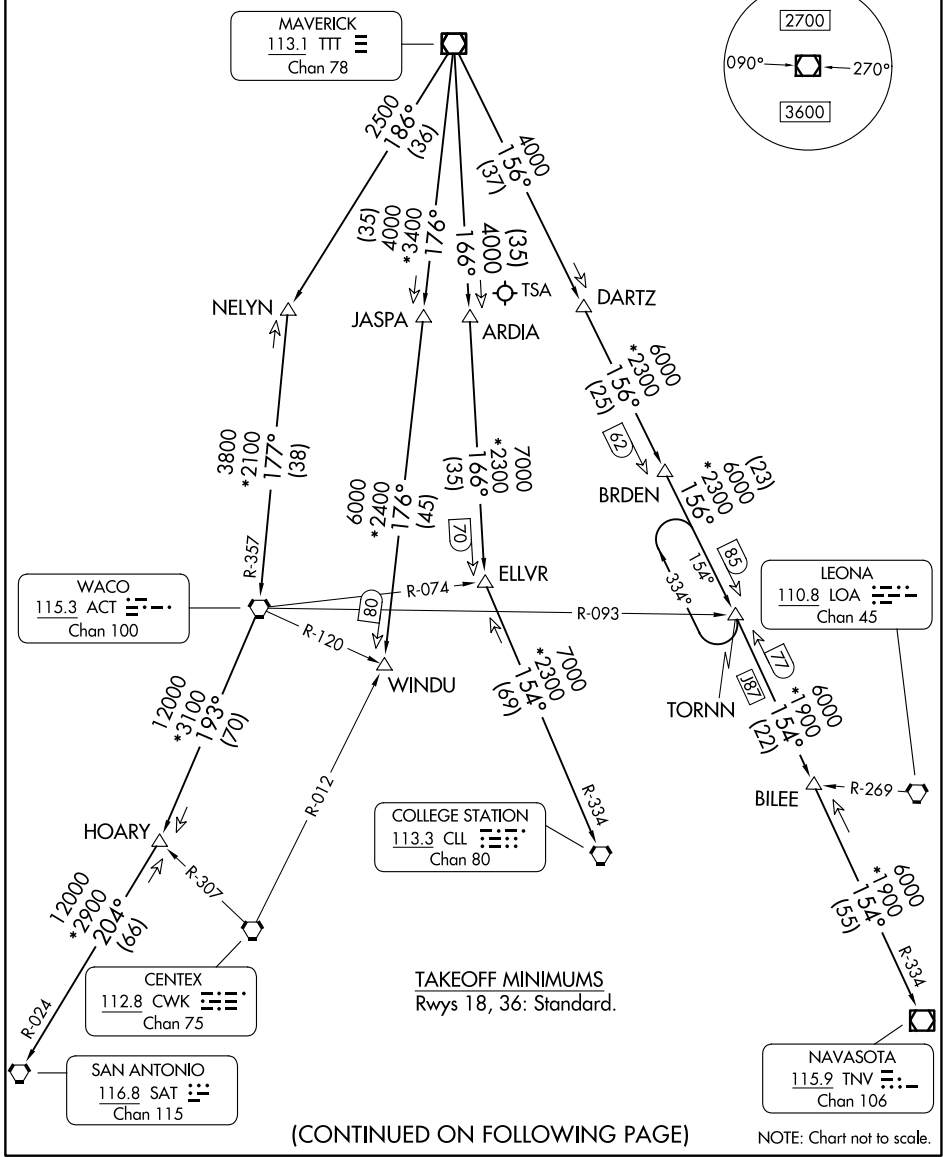 MAVERICK
113.1 TTT
Chan 78
2700
090°
270°
3600
2500
186°
(36)
(35)
4000
*3400
176°
(35)
4000
166°
4000
156°
(37)
TSA
NELYN
JASPA
ARDIA
DARTZ
3800
*2100
177°
(38)
6000
*2400
176°
(45)
7000
*2300
166°
(35)
6000
*2300
156°
(25)
62
BRDEN
(23)
6000
*2300
156°
70
80
85
154°
334°
R-357
WACO
115.3 ACT
Chan 100
R-074
ELLVR
R-093
R-120
WINDU
LEONA
110.8 LOA
Chan 45
TORNN
77
J87
6000
*1900
154°
(22)
7000
*2300
154°
(69)
12000
*3100
193°
(70)
R-012
BILEE
R-269
HOARY
R-307
COLLEGE STATION
113.3 CLL
Chan 80
R-334
12000
*2900
204°
(66)
6000
*1900
154°
(55)
R-334
CENTEX
112.8 CWK
Chan 75
TAKEOFF MINIMUMS
Rwys 18, 36: Standard.
R-024
SAN ANTONIO
116.8 SAT
Chan 115
NAVASOTA
115.9 TNV
Chan 106
(CONTINUED ON FOLLOWING PAGE)
NOTE: Chart not to scale.